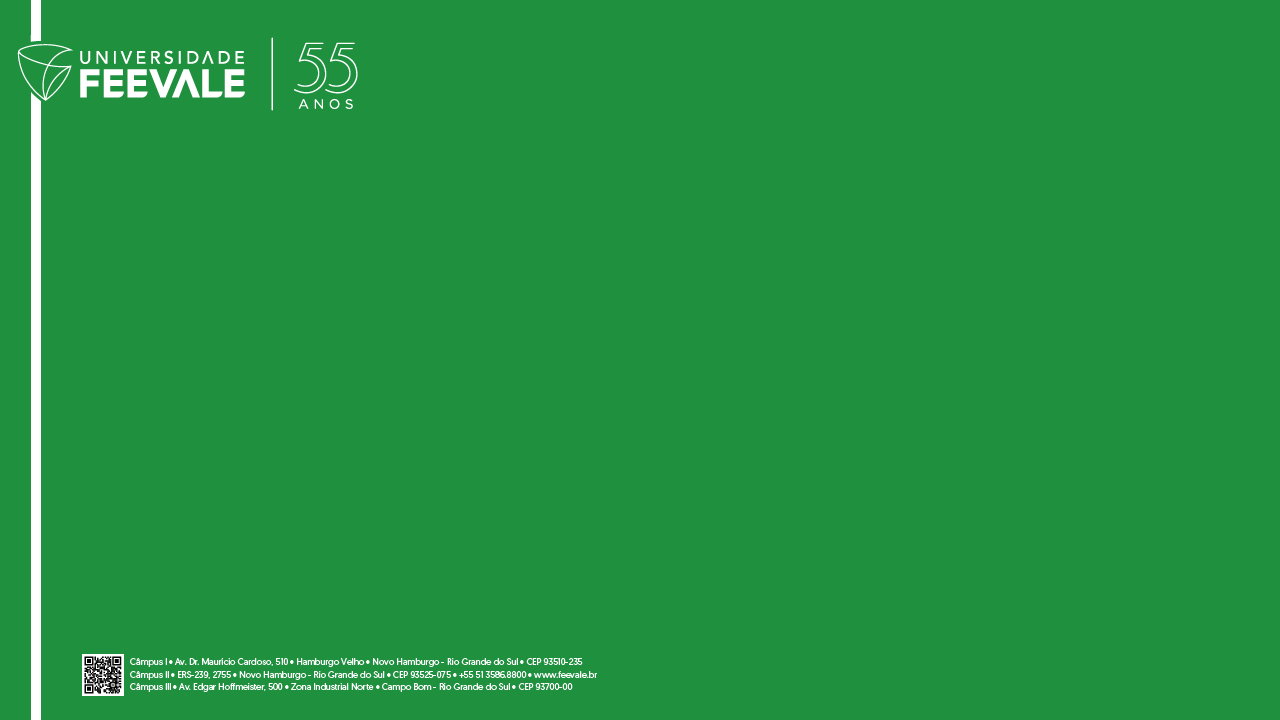 UNIVERSIDADE
FEEVALE
55
ANOS
Câmpus I • Av. Dr. Maurício Cardoso, 510 • Hamburgo Velho • Novo Hamburgo - Rio Grande do Sul • CEP 93510-235
Câmpus II • ERS-239, 2755 • Novo Hamburgo - Rio Grande do Sul • CEP 93525-075 • +55 51 3586.8800 • www.feevale.br
Câmpus III • Av. Edgar Hoffmeister, 500 • Zona Industrial Norte • Campo Bom - Rio Grande do Sul • CEP 93700-00